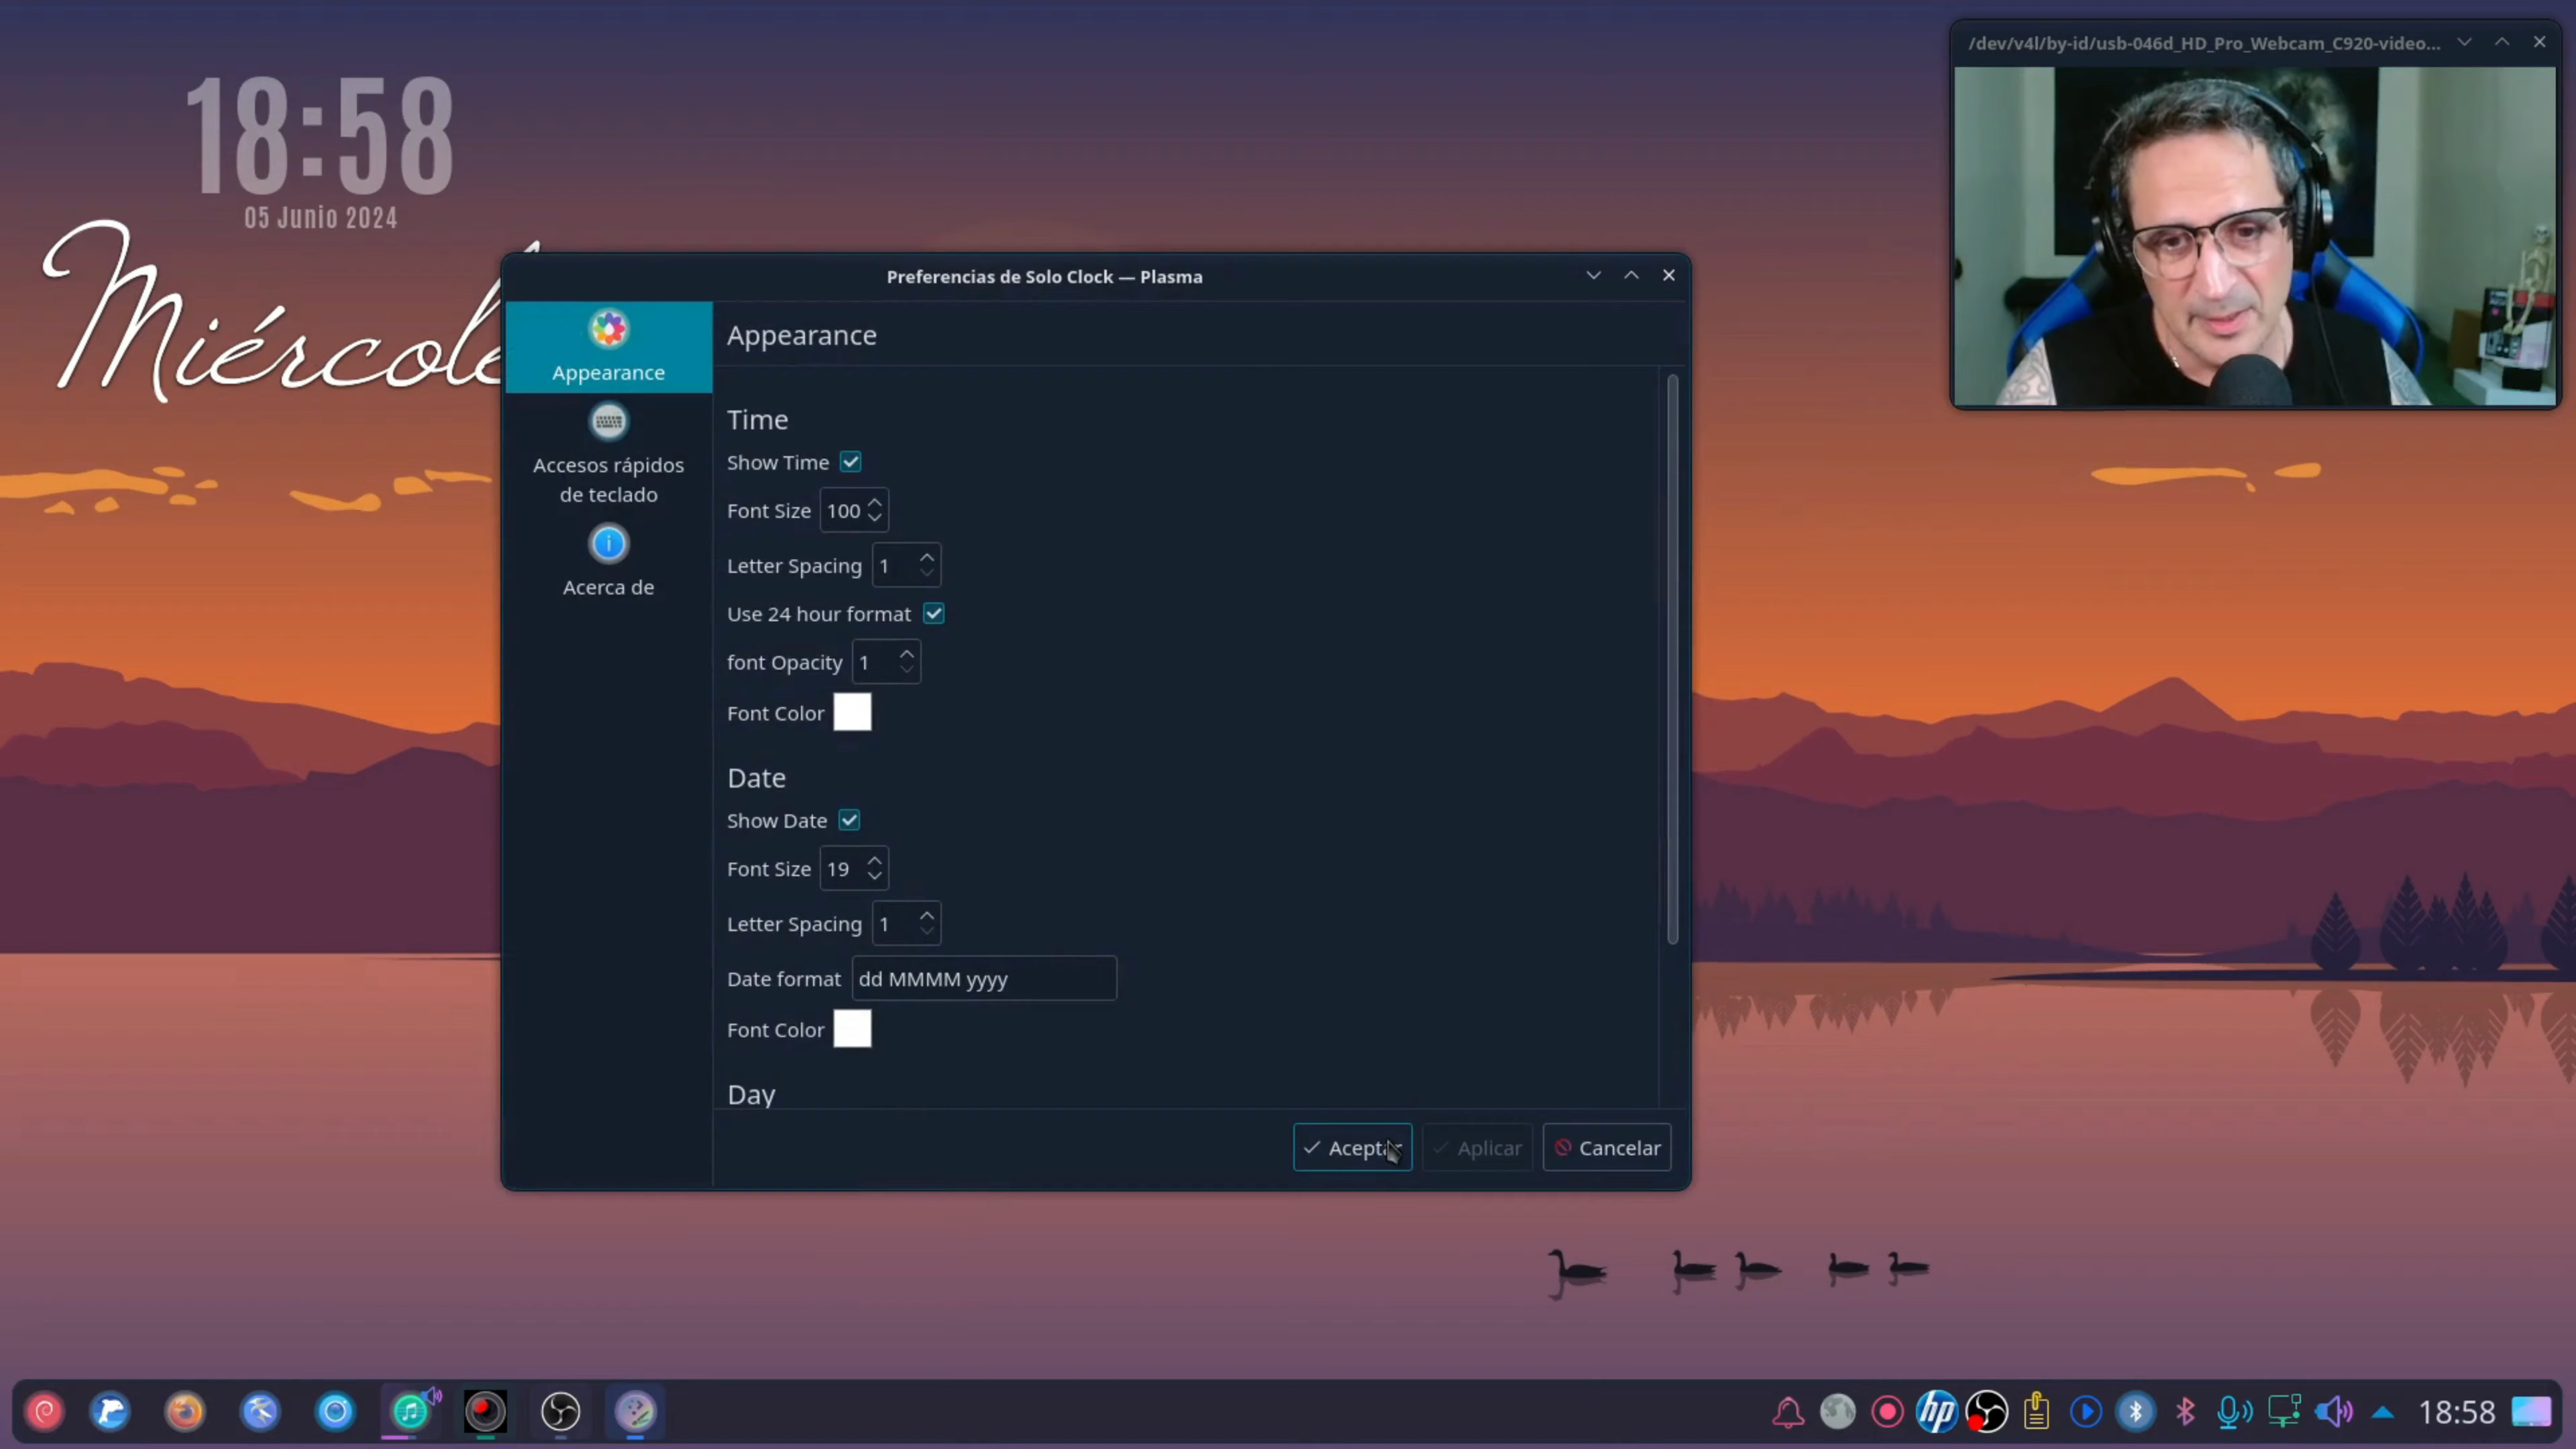 18:58
05 Junio 2024
/dev/v4l/by-id/usb-046d_HD_Pro_Webcam_C920-video...
Preferencias de Solo Clock — Plasma
Appearance
Accesos rápidos
de teclado
Acerca de
Appearance
Time
Show Time
Font Size 100
Letter Spacing 1
Use 24 hour format
font Opacity 1
Font Color
Date
Show Date
Font Size 19
Letter Spacing 1
Date format dd MMMM yyyy
Font Color
Day
Aplicar
Cancelar
hp
18:58